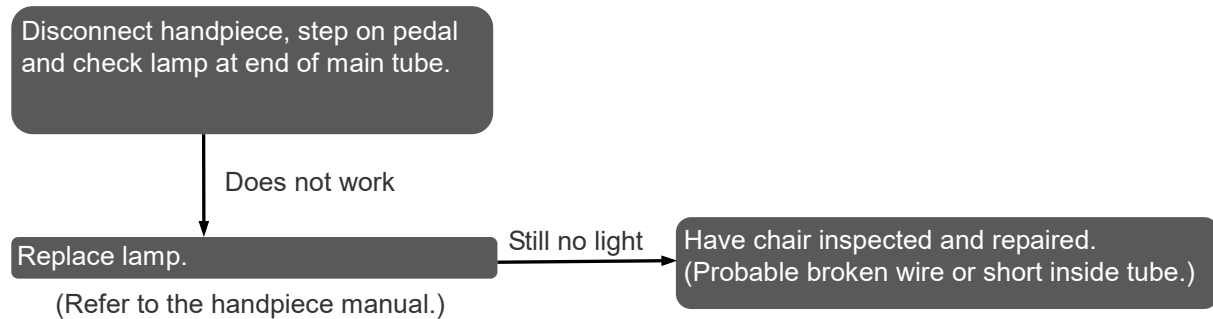 Disconnect handpiece, step on pedal
and check lamp at end of main tube.
Does not work
Replace lamp.
(Refer to the handpiece manual.)
Still no light
Have chair inspected and repaired.
(Probable broken wire or short inside tube.)